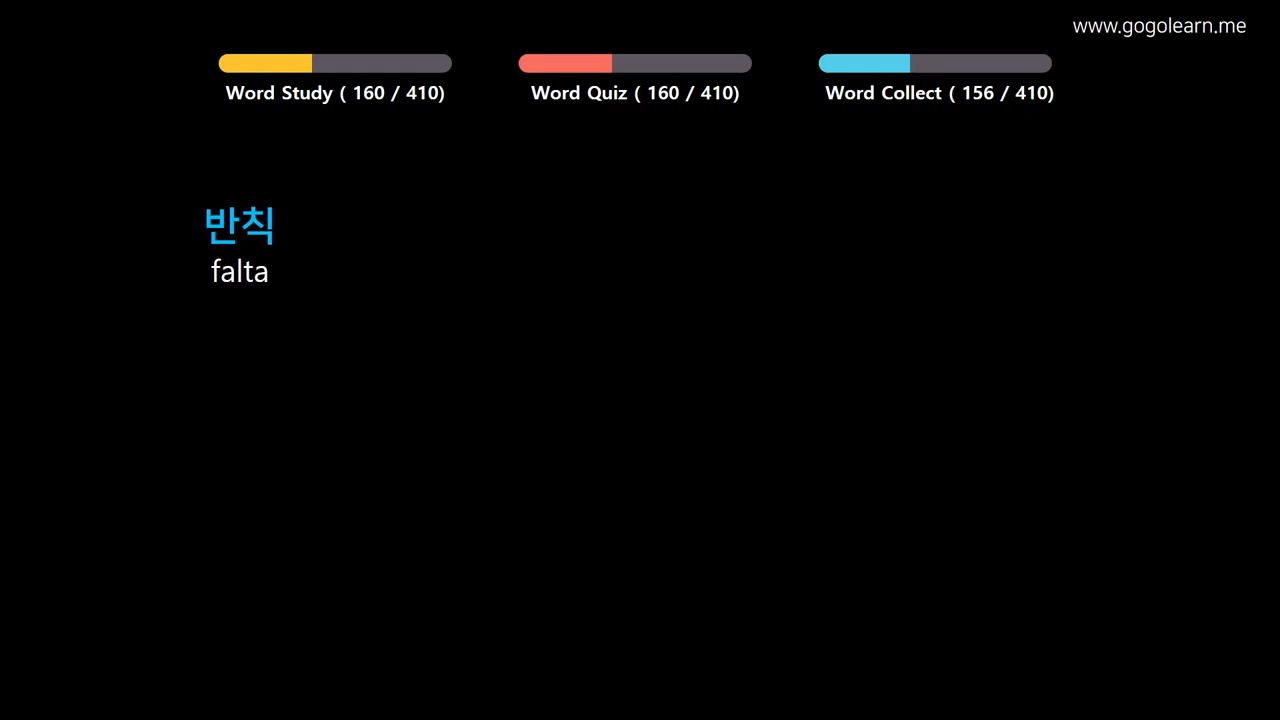 www.gogolearn.me
Word Study ( 160 / 410)
Word Quiz ( 160 / 410)
Word Collect ( 156 / 410)
반칙
falta